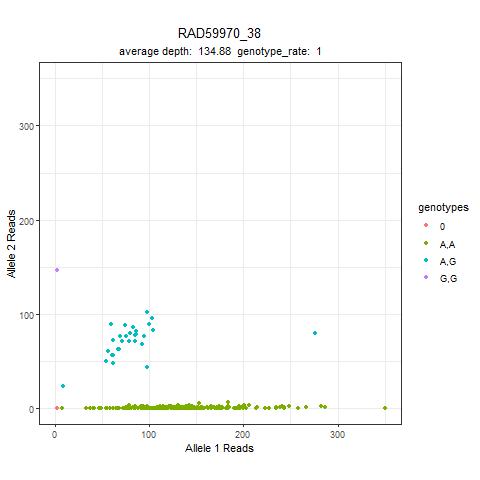 RAD59970_38
average depth: 134.88 genotype_rate: 1
Allele 2 Reads
300
200
100
0
0 100 200 300
Allele 1 Reads
genotypes
0
A,A
A,G
G,G